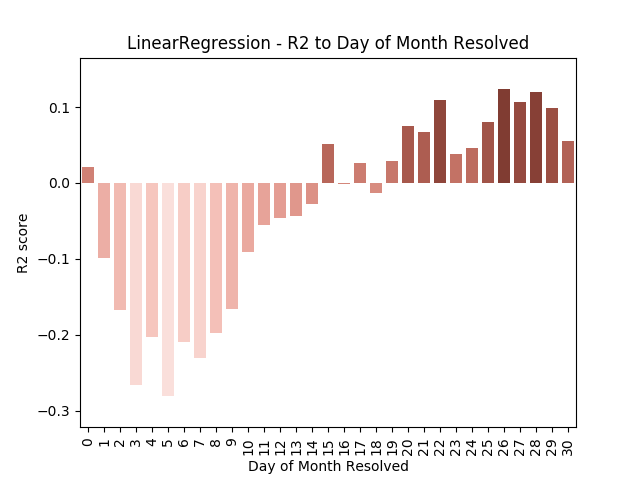 LinearRegression - R2 to Day of Month Resolved
R2 score
0.1
0.0
−0.1
−0.2
−0.3
0 1 2 3 4 5 6 7 8 9 10 11 12 13 14 15 16 17 18 19 20 21 22 23 24 25 26 27 28 29 30
Day of Month Resolved